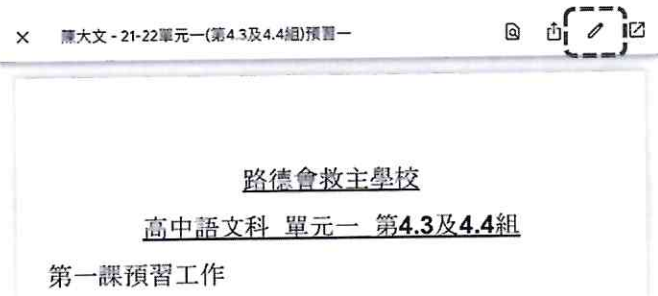 陳大文 - 21-22單元一(第4.3及4.4組)預習一
路德會救主學校
高中語文科 單元一 第4.3及4.4組
第一課預習工作